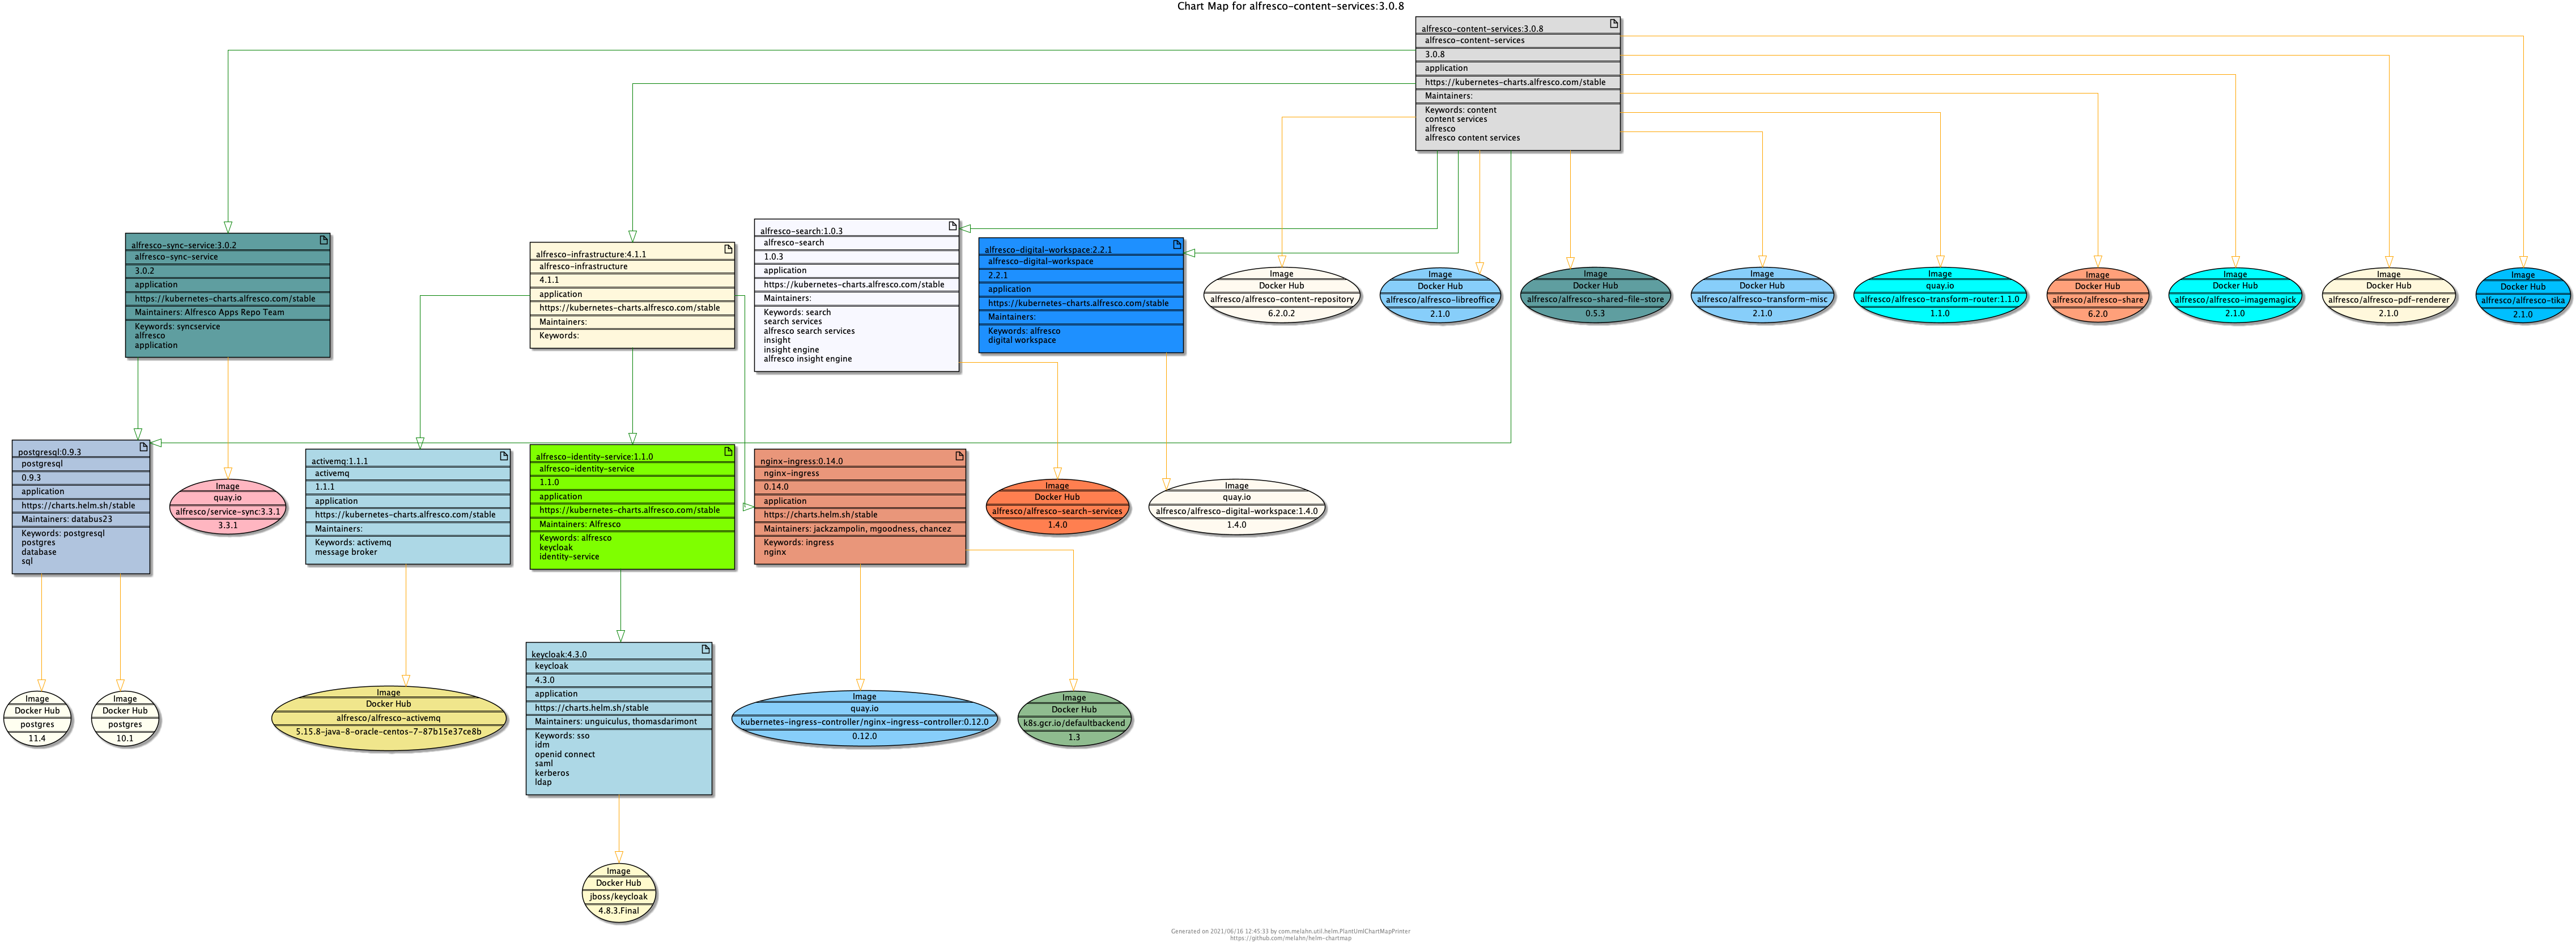 Chart Map for alfresco-content-services:3.0.8
alfresco-content-services:3.0.8
alfresco-content-services
3.0.8
application
https://kubernetes-charts.alfresco.com/stable
Maintainers:
Keywords: content
content services
alfresco
alfresco content services
alfresco-sync-service:3.0.2
alfresco-sync-service
3.0.2
application
https://kubernetes-charts.alfresco.com/stable
Maintainers: Alfresco Apps Repo Team
Keywords: syncservice
alfresco
application
alfresco-infrastructure:4.1.1
alfresco-infrastructure
4.1.1
application
https://kubernetes-charts.alfresco.com/stable
Maintainers:
Keywords:
alfresco-search:1.0.3
alfresco-search
1.0.3
application
https://kubernetes-charts.alfresco.com/stable
Maintainers:
Keywords: search
search services
alfresco search services
insight
insight engine
alfresco insight engine
alfresco-digital-workspace:2.2.1
alfresco-digital-workspace
2.2.1
application
https://kubernetes-charts.alfresco.com/stable
Maintainers:
Keywords: alfresco
digital workspace
Image
Docker Hub
alfresco/alfresco-content-repository
6.2.0.2
Image
Docker Hub
alfresco/alfresco-libreoffice
2.1.0
Image
Docker Hub
alfresco/alfresco-shared-file-store
0.5.3
Image
Docker Hub
alfresco/alfresco-transform-misc
2.1.0
Image
quay.io
alfresco/alfresco-transform-router:1.1.0
1.1.0
Image
Docker Hub
alfresco/alfresco-share
6.2.0
Image
Docker Hub
alfresco/alfresco-imagemagick
2.1.0
Image
Docker Hub
alfresco/alfresco-pdf-renderer
2.1.0
Image
Docker Hub
alfresco/alfresco-tika
2.1.0
postgresql:0.9.3
postgresql
0.9.3
application
https://charts.helm.sh/stable
Maintainers: databus23
Keywords: postgresql
postgres
database
sql
Image
quay.io
alfresco/service-sync:3.3.1
3.3.1
activemq:1.1.1
activemq
1.1.1
application
https://kubernetes-charts.alfresco.com/stable
Maintainers:
Keywords: activemq
message broker
alfresco-identity-service:1.1.0
alfresco-identity-service
1.1.0
application
https://kubernetes-charts.alfresco.com/stable
Maintainers: Alfresco
Keywords: alfresco
keycloak
identity-service
nginx-ingress:0.14.0
nginx-ingress
0.14.0
application
https://charts.helm.sh/stable
Maintainers: jackzampolin, mgoodness, chancez
Keywords: ingress
nginx
Image
Docker Hub
alfresco/alfresco-search-services
1.4.0
Image
quay.io
alfresco/alfresco-digital-workspace:1.4.0
1.4.0
Image
Docker Hub
postgres
11.4
Image
Docker Hub
postgres
10.1
Image
Docker Hub
alfresco/alfresco-activemq
5.15.8-java-8-oracle-centos-7-87b15e37ce8b
keycloak:4.3.0
keycloak
4.3.0
application
https://charts.helm.sh/stable
Maintainers: unguiculus, thomasdarimont
Keywords: sso
idm
openid connect
saml
kerberos
ldap
Image
quay.io
kubernetes-ingress-controller/nginx-ingress-controller:0.12.0
0.12.0
Image
Docker Hub
k8s.gcr.io/defaultbackend
1.3
Image
Docker Hub
jboss/keycloak
4.8.3.Final
Generated on 2021/06/16 12:45:33 by com.melahn.util.helm.PlantUmlChartMapPrinter
https://github.com/melahn/helm-chartmap